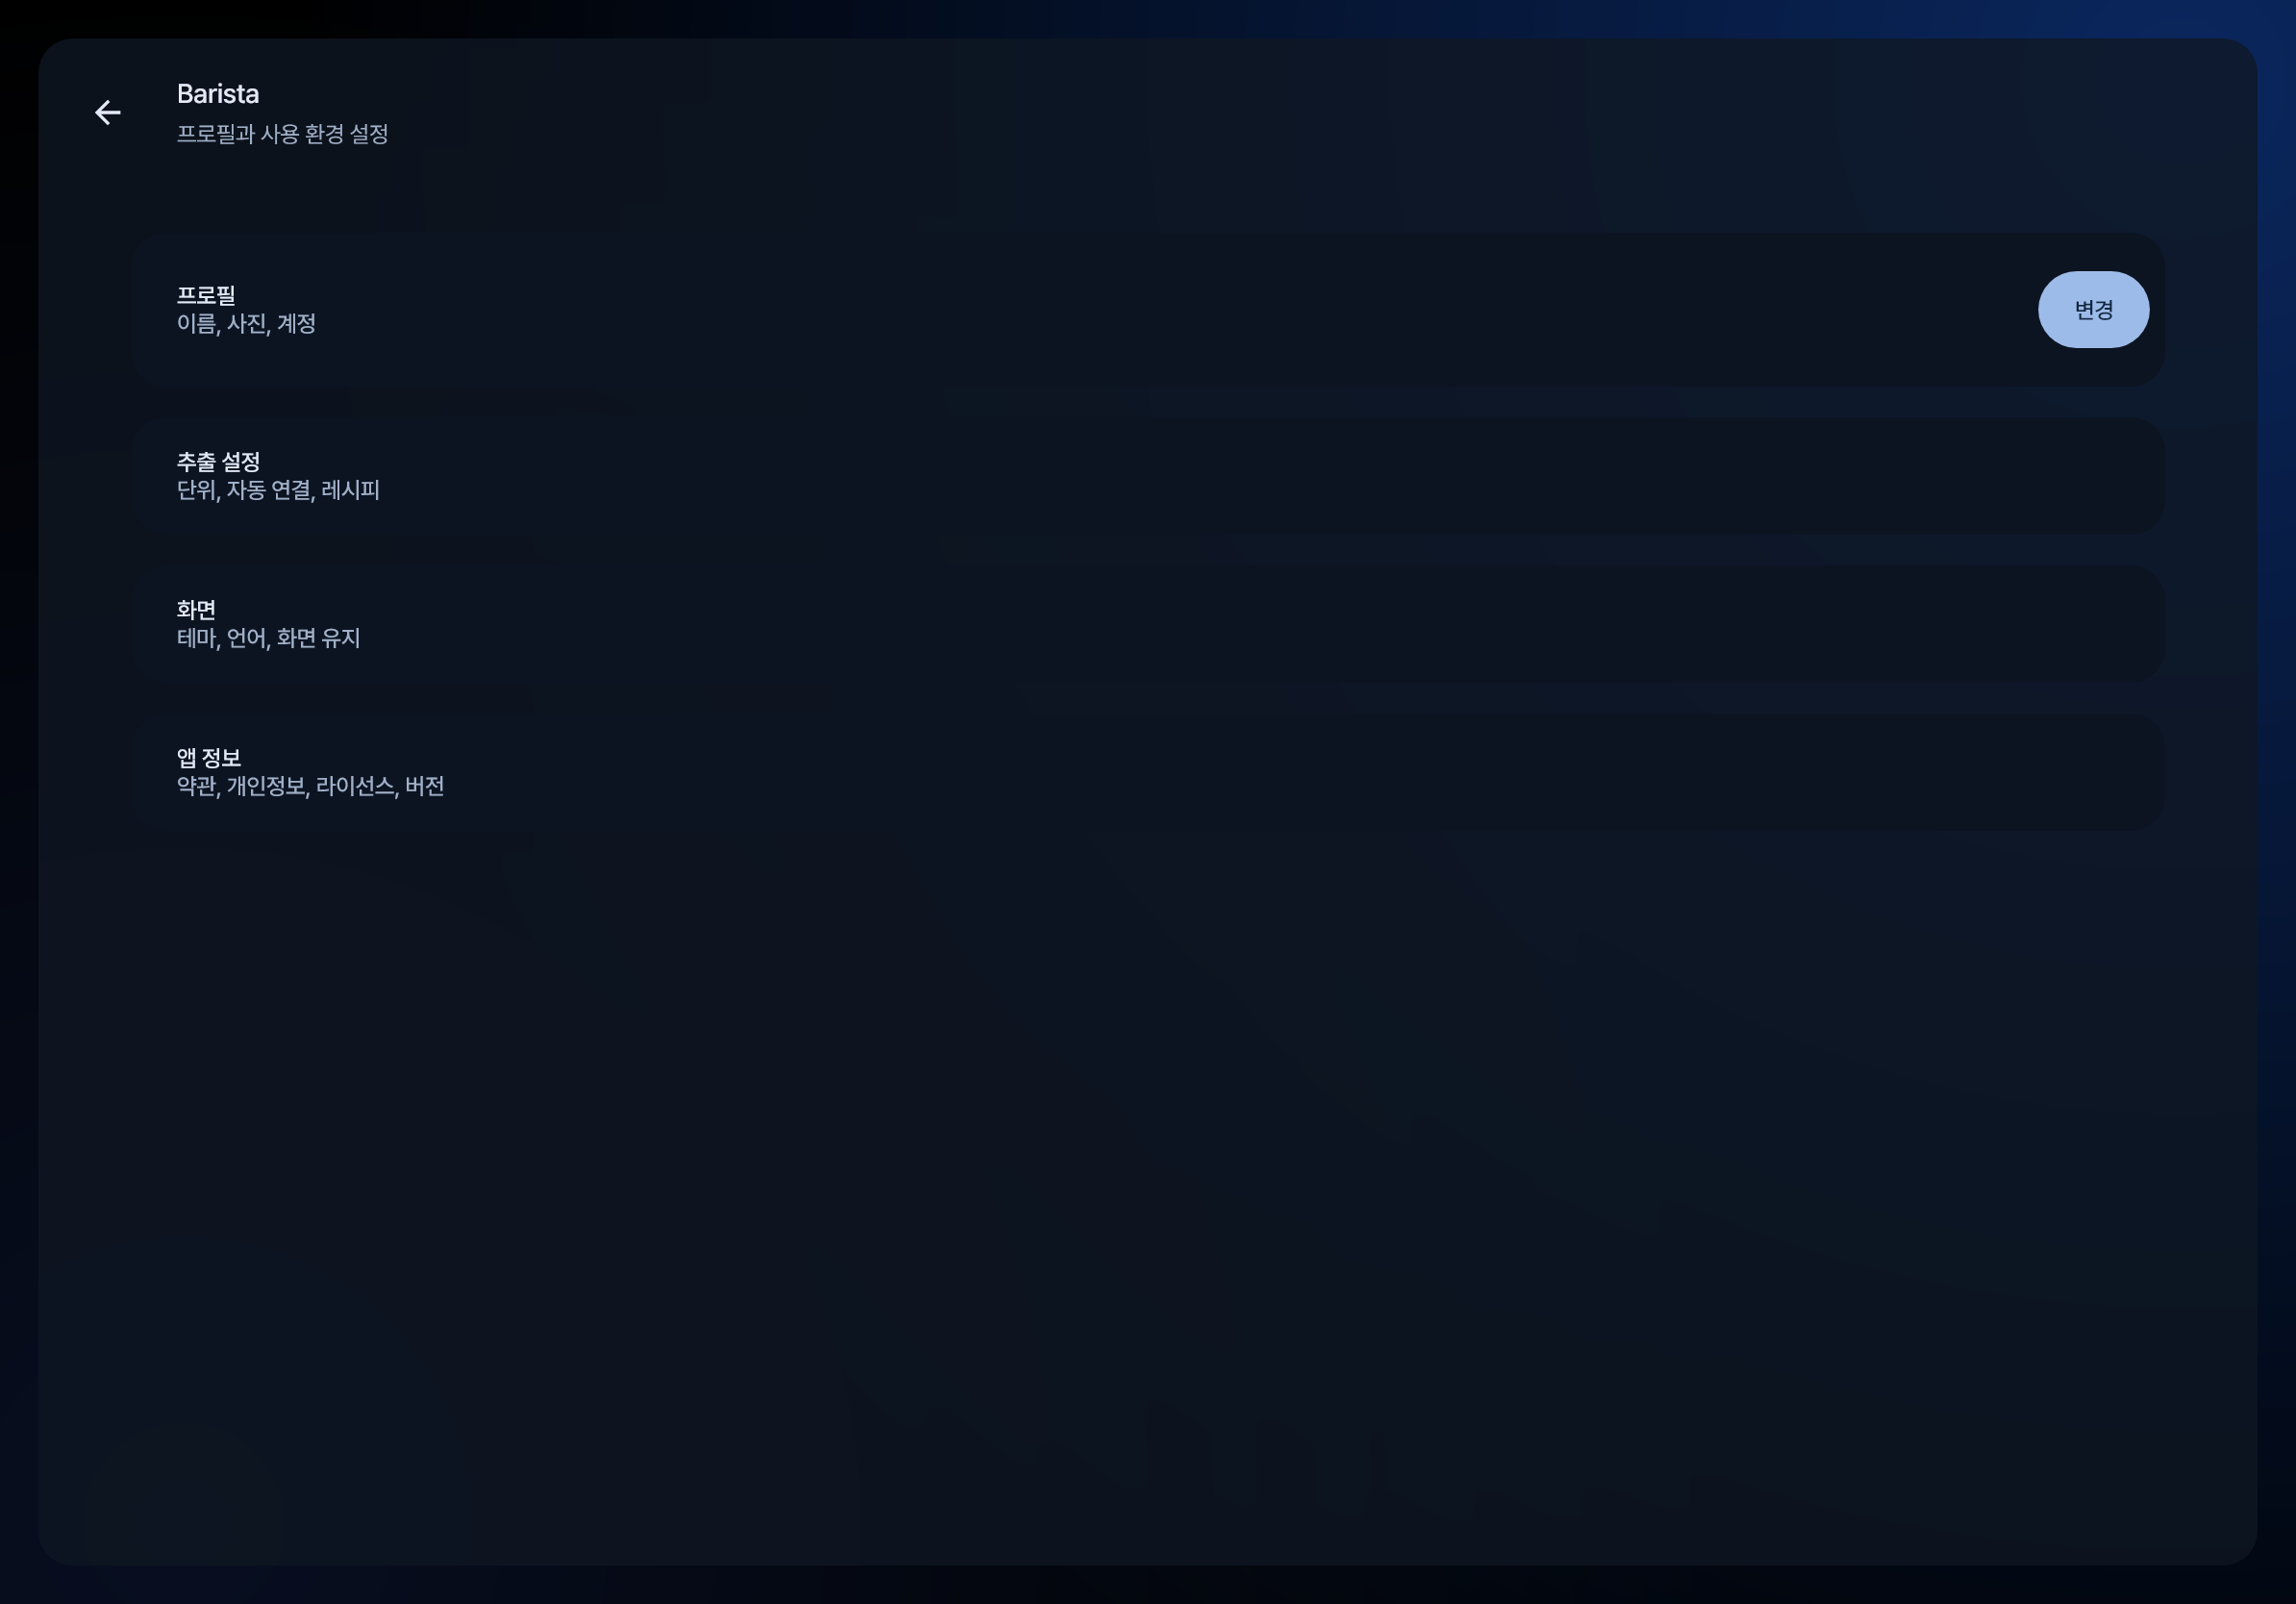 Barista
프로필과 사용 환경 설정
프로필
이름, 사진, 계정
변경
추출 설정
단위, 자동 연결, 레시피
화면
테마, 언어, 화면 유지
앱 정보
약관, 개인정보, 라이선스, 버전